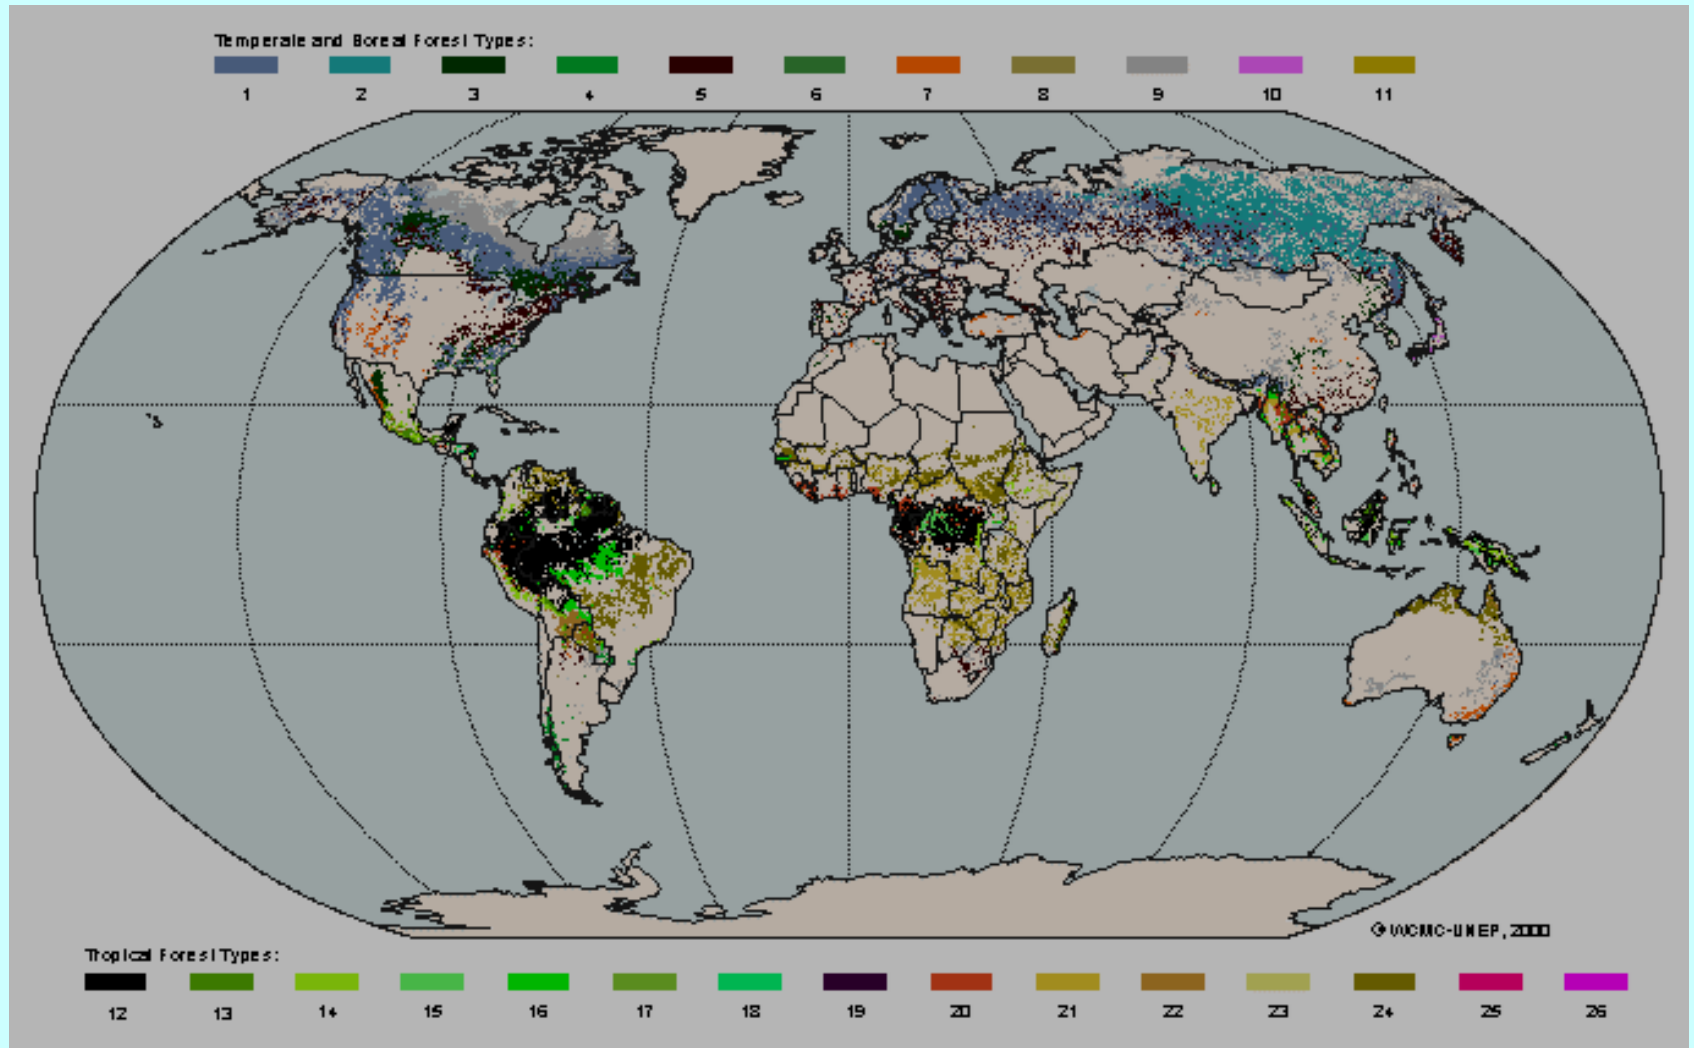 Temperate and Boreal Forest Types:
1 2 3 4 5 6 7 8 9 10 11
© WCMC-UNEP, 2000
Tropical Forest Types:
12 13 14 15 16 17 18 19 20 21 22 23 24 25 26